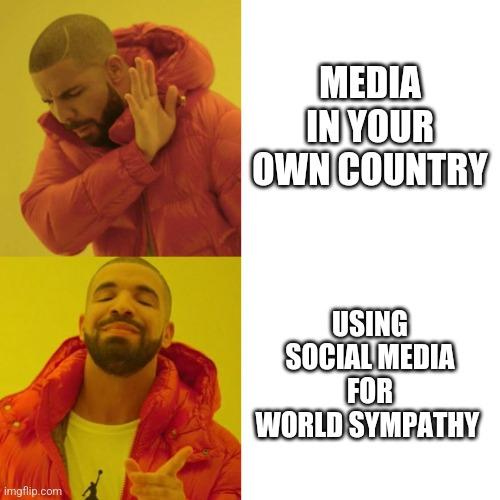 MEDIA
IN YOUR
OWN COUNTRY
USING
SOCIAL MEDIA
FOR
WORLD SYMPATHY
imgflip.com